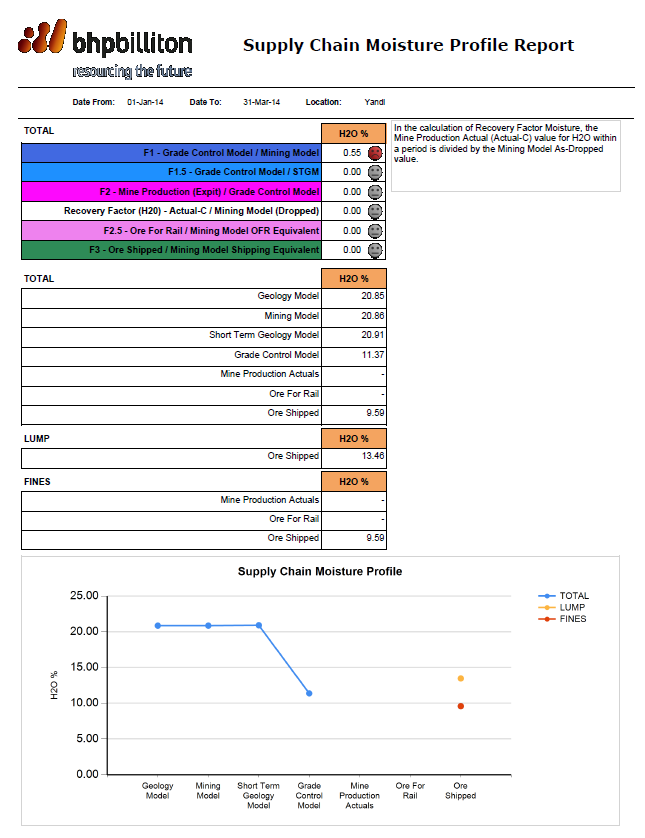 bhpbilliton
resourcing the future
Supply Chain Moisture Profile Report
Date From: 01-Jan-14 Date To: 31-Mar-14 Location: Yandi
TOTAL H2O %
F1 - Grade Control Model / Mining Model 0.55
F1.5 - Grade Control Model / STGM 0.00
F2 - Mine Production (Expit) / Grade Control Model 0.00
Recovery Factor (H20) - Actual-C / Mining Model (Dropped) 0.00
F2.5 - Ore For Rail / Mining Model OFR Equivalent 0.00
F3 - Ore Shipped / Mining Model Shipping Equivalent 0.00
In the calculation of Recovery Factor Moisture, the
Mine Production Actual (Actual-C) value for H2O within
a period is divided by the Mining Model As-Dropped
value.
TOTAL H2O %
Geology Model 20.85
Mining Model 20.86
Short Term Geology Model 20.91
Grade Control Model 11.37
Mine Production Actuals -
Ore For Rail -
Ore Shipped 9.59
LUMP H2O %
Ore Shipped 13.46
FINES H2O %
Mine Production Actuals -
Ore For Rail -
Ore Shipped 9.59
Supply Chain Moisture Profile
25.00
20.00
15.00
10.00
5.00
0.00
H2O %
Geology Model
Mining Model
Short Term Geology Model
Grade Control Model
Mine Production Actuals
Ore For Rail
Ore Shipped
TOTAL
LUMP
FINES